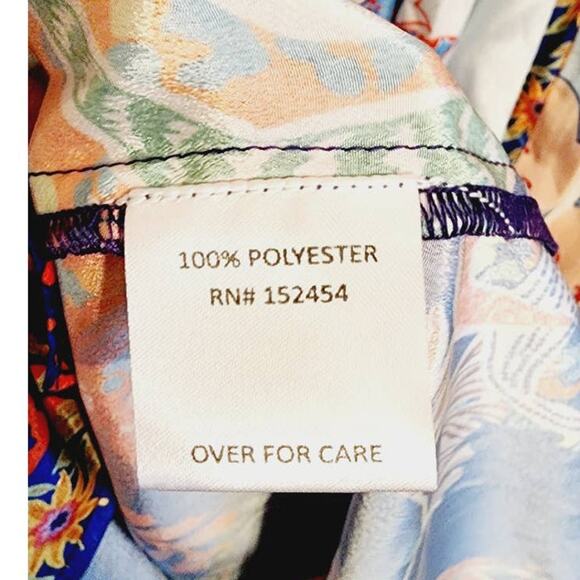 100% POLYESTER
RN# 152454
OVER FOR CARE